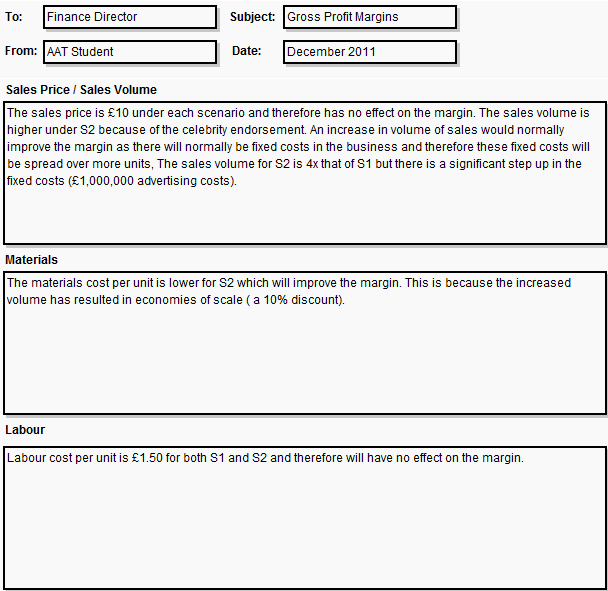 To: Finance Director Subject: Gross Profit Margins
From: AAT Student Date: December 2011
Sales Price / Sales Volume
The sales price is £10 under each scenario and therefore has no effect on the margin. The sales volume is
higher under S2 because of the celebrity endorsement. An increase in volume of sales would normally
improve the margin as there will normally be fixed costs in the business and therefore these fixed costs will
be spread over more units, The sales volume for S2 is 4x that of S1 but there is a significant step up in the
fixed costs (£1,000,000 advertising costs).
Materials
The materials cost per unit is lower for S2 which will improve the margin. This is because the increased
volume has resulted in economies of scale ( a 10% discount).
Labour
Labour cost per unit is £1.50 for both S1 and S2 and therefore will have no effect on the margin.